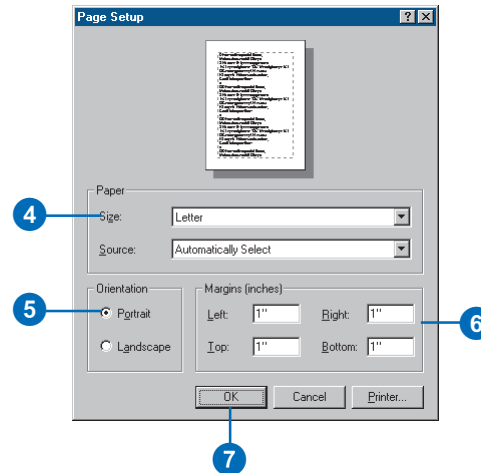 Page Setup
Paper
4
Size: Letter
Source: Automatically Select
Orientation
Margins (inches)
5
Portrait
Left: 1" Right: 1"
6
Landscape
Top: 1" Bottom: 1"
OK Cancel Printer...
7